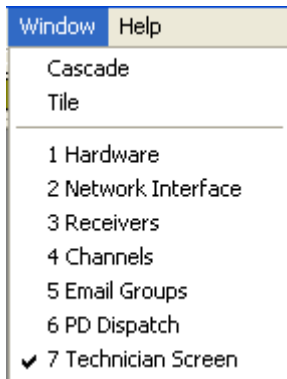 Window Help
Cascade
Tile
1 Hardware
2 Network Interface
3 Receivers
4 Channels
5 Email Groups
6 PD Dispatch
7 Technician Screen